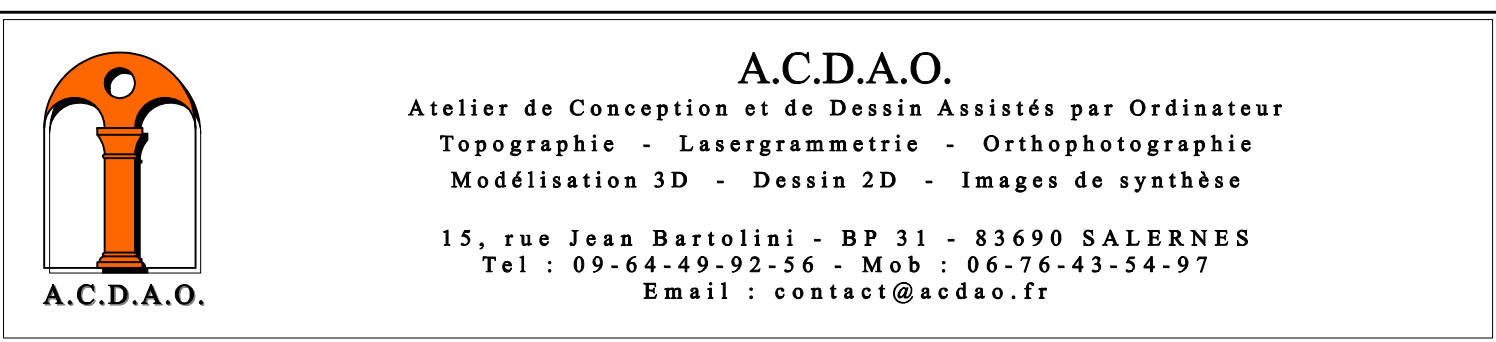 A.C.D.A.O.
Atelier de Conception et de Dessin Assistés par Ordinateur
Topographie - Lasergrammetrie - Orthophotographie
Modélisation 3D - Dessin 2D - Images de synthèse
15, rue Jean Bartolini - BP 31 - 83690 SALERNES
Tel : 09-64-49-92-56 - Mob : 06-76-43-54-97
Email : contact@acdao.fr
A.C.D.A.O.